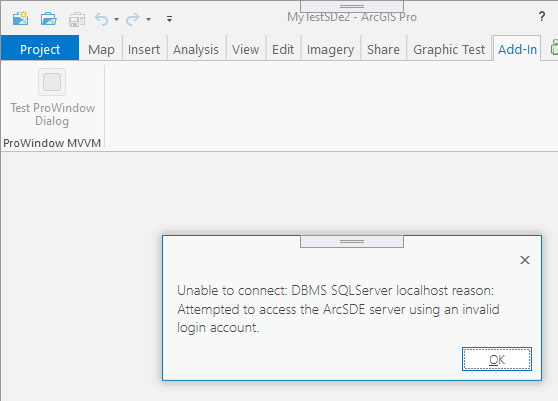 MyTestSDe2 - ArcGIS Pro
?
Project Map Insert Analysis View Edit Imagery Share Graphic Test Add-In
Test ProWindow
Dialog
ProWindow MVVM
Unable to connect: DBMS SQLServer localhost reason:
Attempted to access the ArcSDE server using an invalid
login account.
OK